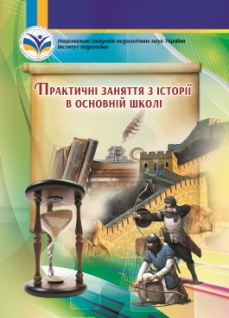 Національна академія педагогічних наук України
Інститут педагогіки
ПРАКТИЧНІ ЗАНЯТТЯ З ІСТОРІЇ
В ОСНОВНІЙ ШКОЛІ